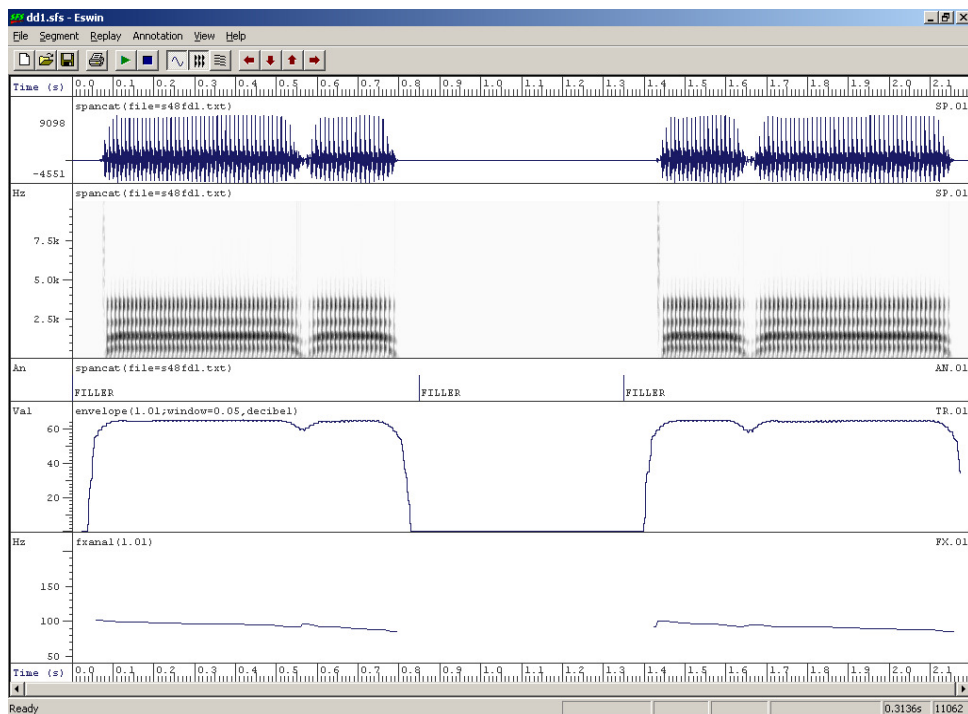 dd1.sfs - Eswin
File Segment Replay Annotation View Help
Time (s) 0.0 0.1 0.2 0.3 0.4 0.5 0.6 0.7 0.8 0.9 1.0 1.1 1.2 1.3 1.4 1.5 1.6 1.7 1.8 1.9 2.0 2.1
spancat(file=s48fd1.txt) SP.01
9098
-4551
Hz spancat(file=s48fd1.txt) SP.01
7.5k
5.0k
2.5k
An spancat(file=s48fd1.txt) AN.01
FILLER FILLER FILLER
Val envelope(1.01;window=0.05,decibel) TR.01
60
40
20
Hz fxanal(1.01) FX.01
150
100
50
Time (s) 0.0 0.1 0.2 0.3 0.4 0.5 0.6 0.7 0.8 0.9 1.0 1.1 1.2 1.3 1.4 1.5 1.6 1.7 1.8 1.9 2.0 2.1
Ready 0.3136s 11062